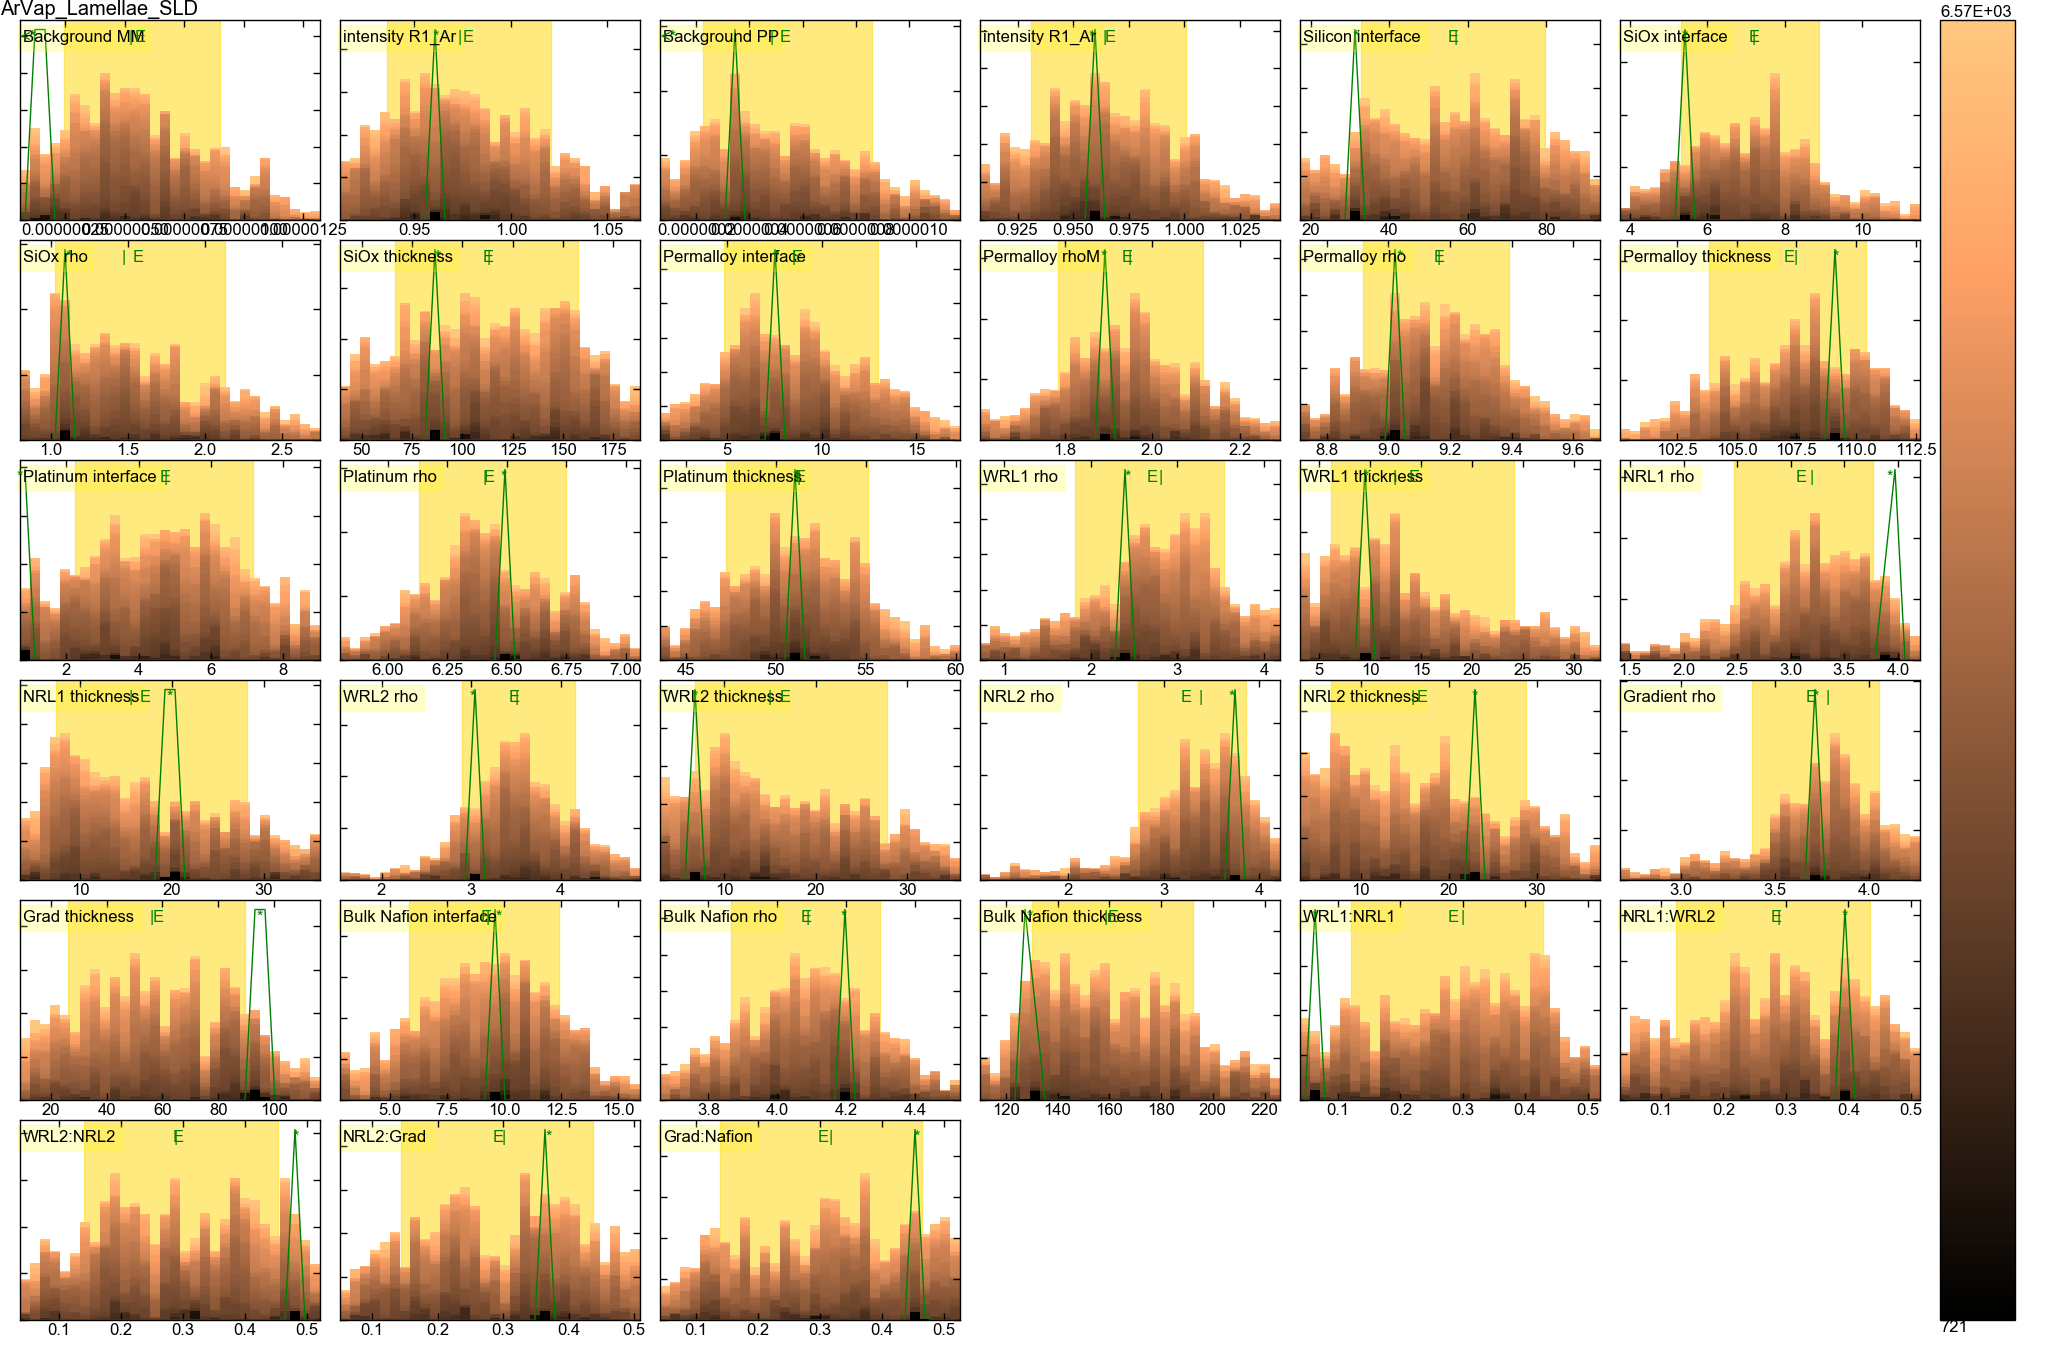 ArVap_Lamellae_SLD
6.57E+03
Background MM
intensity R1_Ar
Background PP
intensity R1_Ar
Silicon interface
SiOx interface
0.95 1.00 1.05
0.925 0.950 0.975 1.000 1.025
20 40 60 80
4 6 8 10
SiOx rho
SiOx thickness
Permalloy interface
Permalloy rhoM
Permalloy rho
Permalloy thickness
1.0 1.5 2.0 2.5
50 75 100 125 150 175
5 10 15
1.8 2.0 2.2
8.8 9.0 9.2 9.4 9.6
102.5 105.0 107.5 110.0 112.5
Platinum interface
Platinum rho
Platinum thickness
WRL1 rho
WRL1 thickness
NRL1 rho
2 4 6 8
6.00 6.25 6.50 6.75 7.00
45 50 55 60
1 2 3 4
5 10 15 20 25 30
1.5 2.0 2.5 3.0 3.5 4.0
NRL1 thickness
WRL2 rho
WRL2 thickness
NRL2 rho
NRL2 thickness
Gradient rho
10 20 30
2 3 4
10 20 30
2 3 4
10 20 30
3.0 3.5 4.0
Grad thickness
Bulk Nafion interface
Bulk Nafion rho
Bulk Nafion thickness
WRL1:NRL1
NRL1:WRL2
20 40 60 80 100
5.0 7.5 10.0 12.5 15.0
3.8 4.0 4.2 4.4
120 140 160 180 200 220
0.1 0.2 0.3 0.4 0.5
0.1 0.2 0.3 0.4 0.5
WRL2:NRL2
NRL2:Grad
Grad:Nafion
0.1 0.2 0.3 0.4 0.5
0.1 0.2 0.3 0.4 0.5
0.1 0.2 0.3 0.4 0.5
721